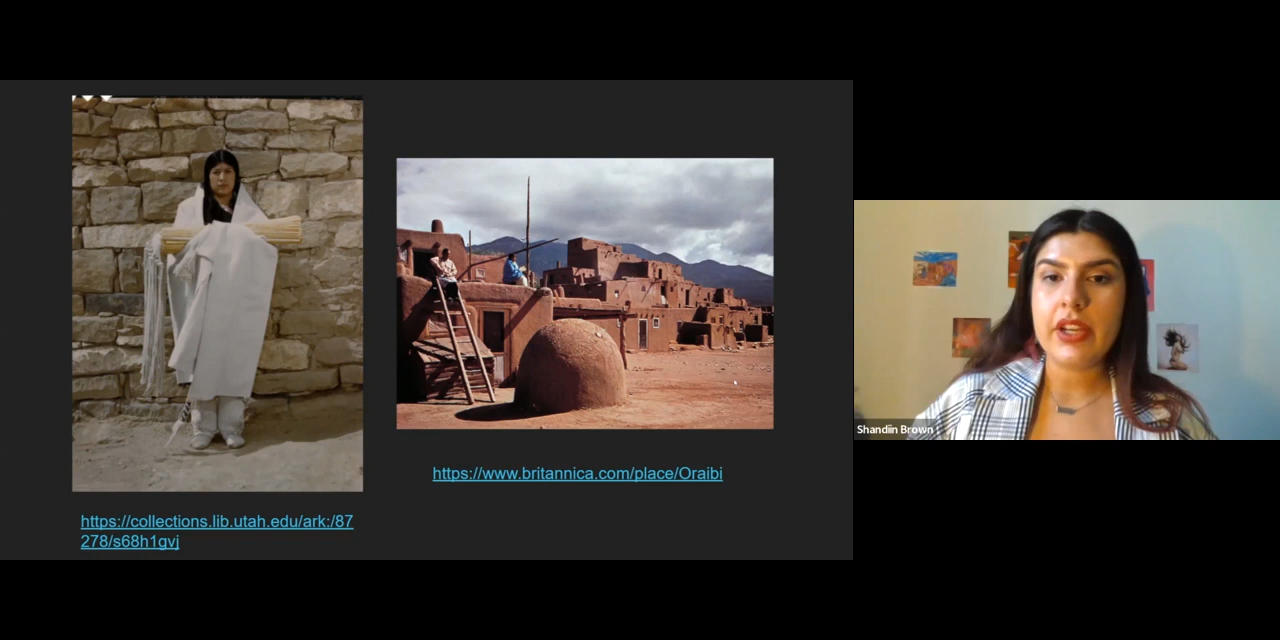 https://www.britannica.com/place/Oraibi
https://collections.lib.utah.edu/ark:/87
278/s68h1gvj
Shandiin Brown